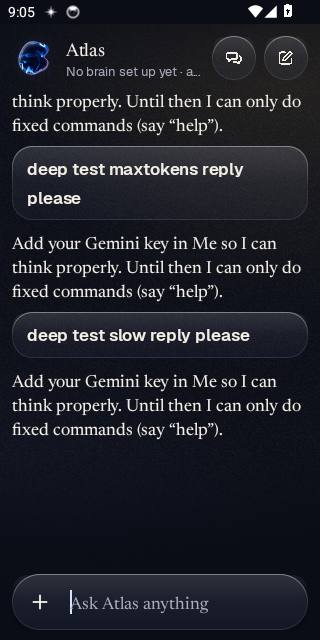 9:05
Atlas
No brain set up yet · a...
think properly. Until then I can only do
fixed commands (say “help”).
deep test maxtokens reply
please
Add your Gemini key in Me so I can
think properly. Until then I can only do
fixed commands (say “help”).
deep test slow reply please
Add your Gemini key in Me so I can
think properly. Until then I can only do
fixed commands (say “help”).
Ask Atlas anything